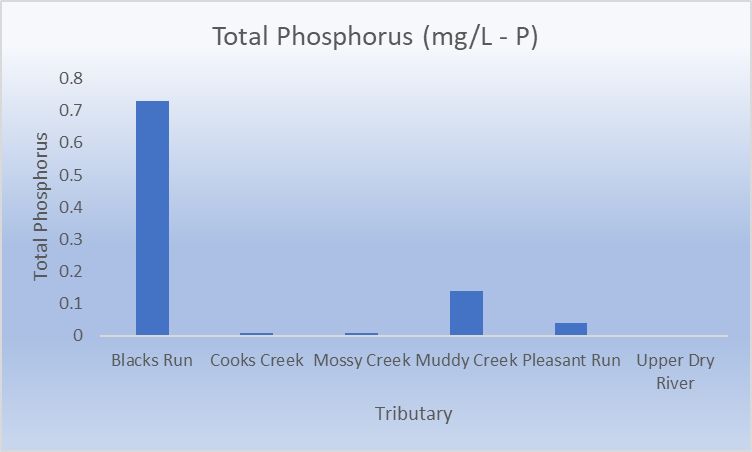 Total Phosphorus (mg/L - P)
0.8
0.7
0.6
0.5
0.4
0.3
0.2
0.1
0
Total Phosphorus
Blacks Run
Cooks Creek
Mossy Creek
Muddy Creek
Pleasant Run
Upper Dry
River
Tributary